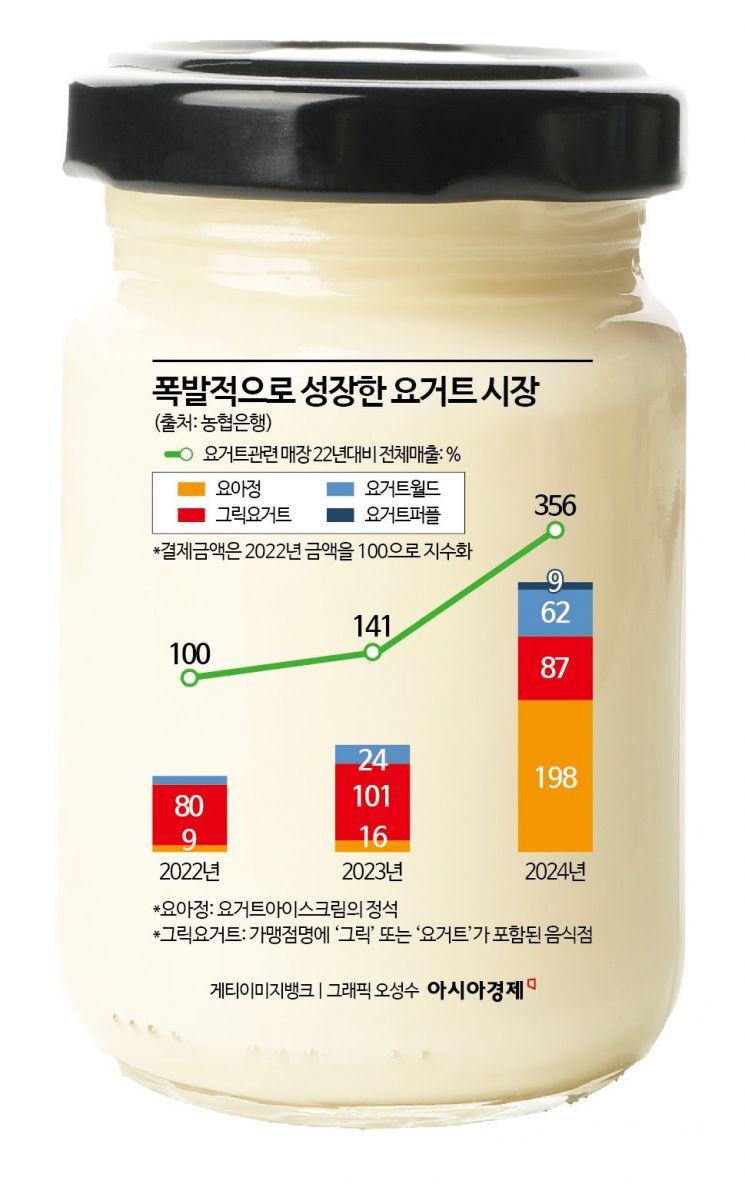 폭발적으로 성장한 요거트 시장
(출처: 농협은행)
요거트관련 매장 22년대비 전체매출: %
요아정 요거트월드
그릭요거트 요거트퍼플
*결제금액은 2022년 금액을 100으로 지수화
356
141
100
9
62
87
198
24
101
16
80
9
2022년 2023년 2024년
*요아정: 요거트아이스크림의 정석
*그릭요거트: 가맹점명에 ‘그릭’ 또는 ‘요거트’가 포함된 음식점
게티이미지뱅크 | 그래픽 오성수 아시아경제